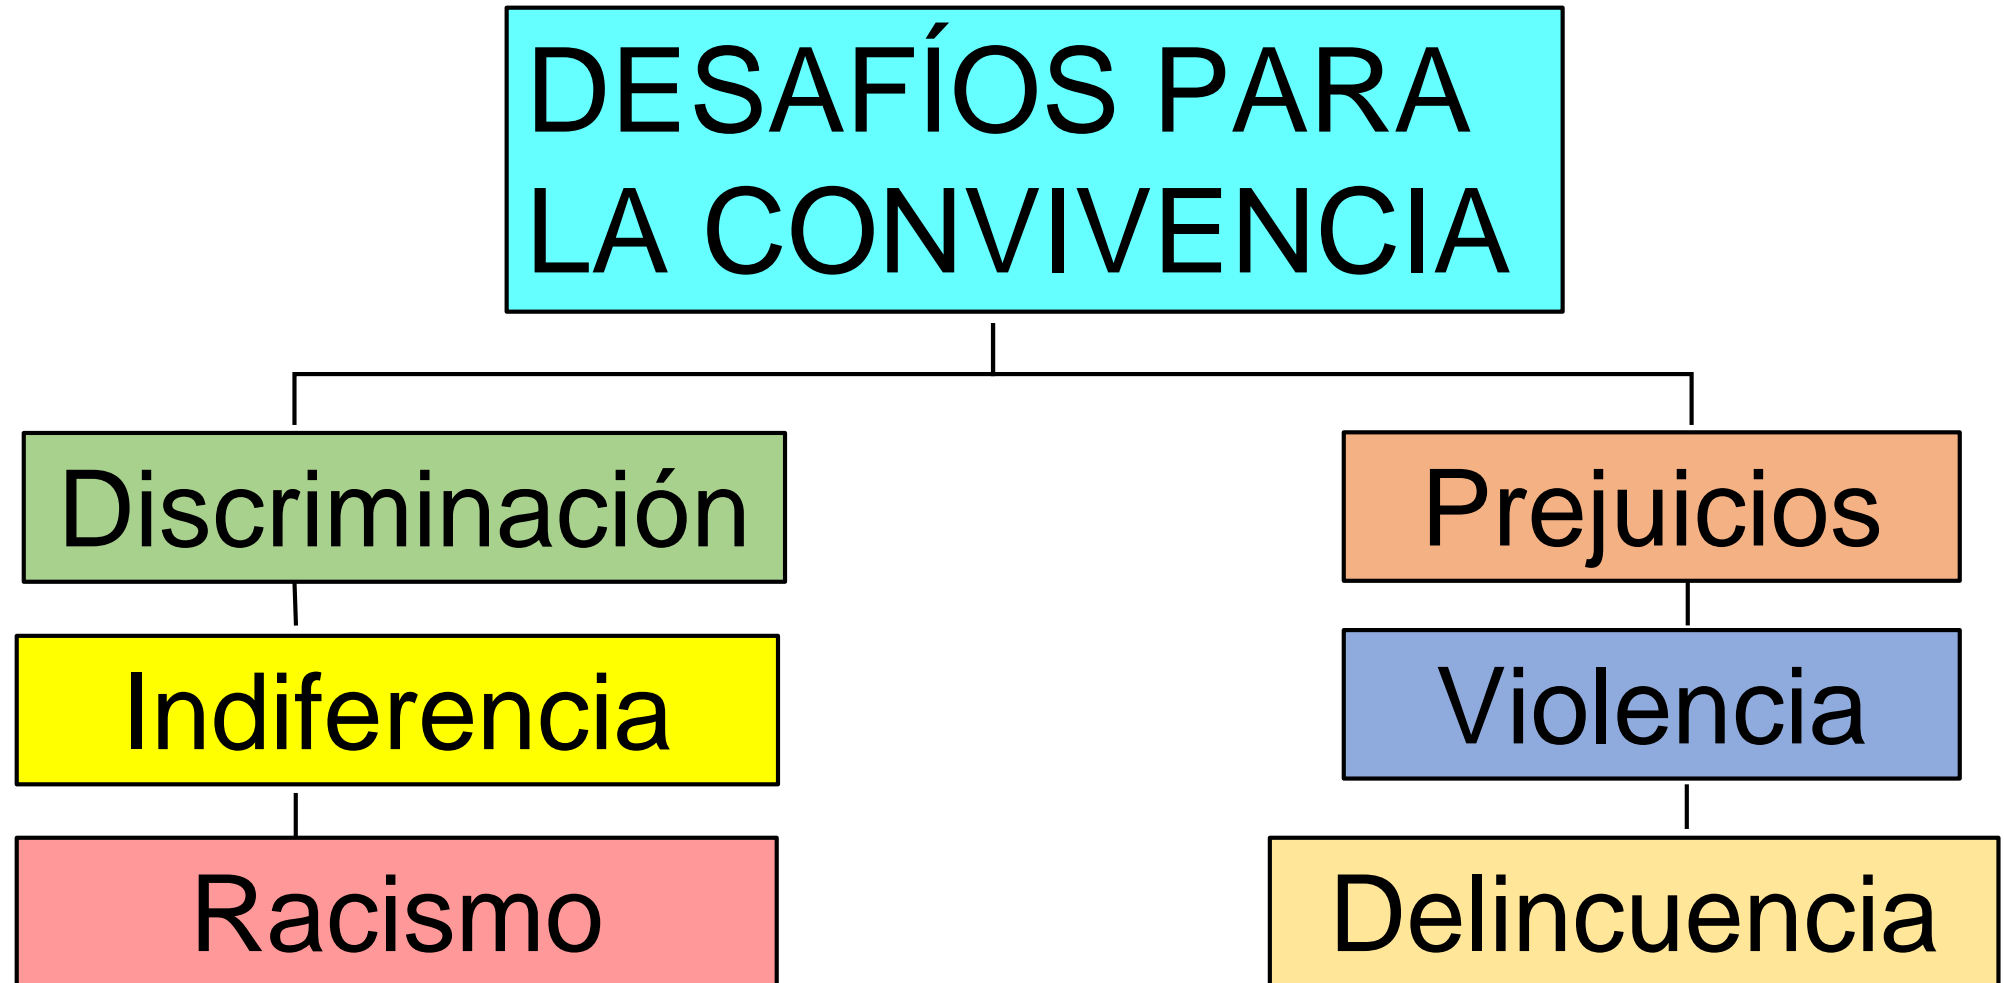 DESAFÍOS PARA
LA CONVIVENCIA
Discriminación
Prejuicios
Indiferencia
Violencia
Racismo
Delincuencia